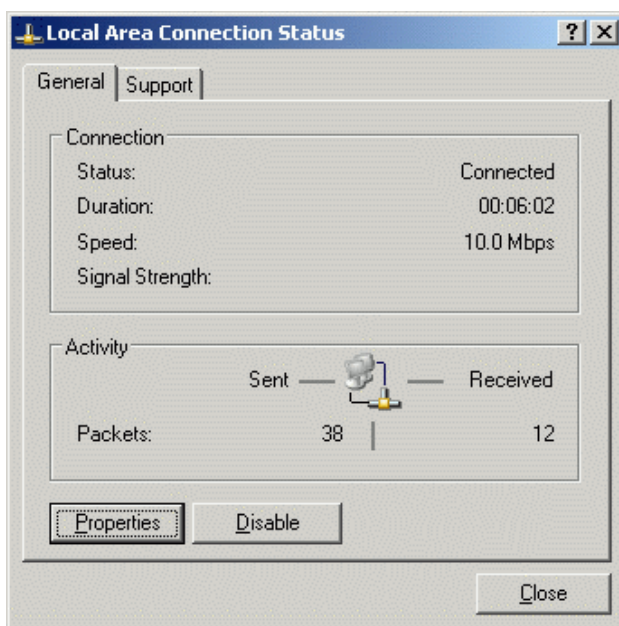 Local Area Connection Status
General Support
Connection
Status: Connected
Duration: 00:06:02
Speed: 10.0 Mbps
Signal Strength:
Activity
Sent Received
Packets: 38 12
Properties Disable
Close